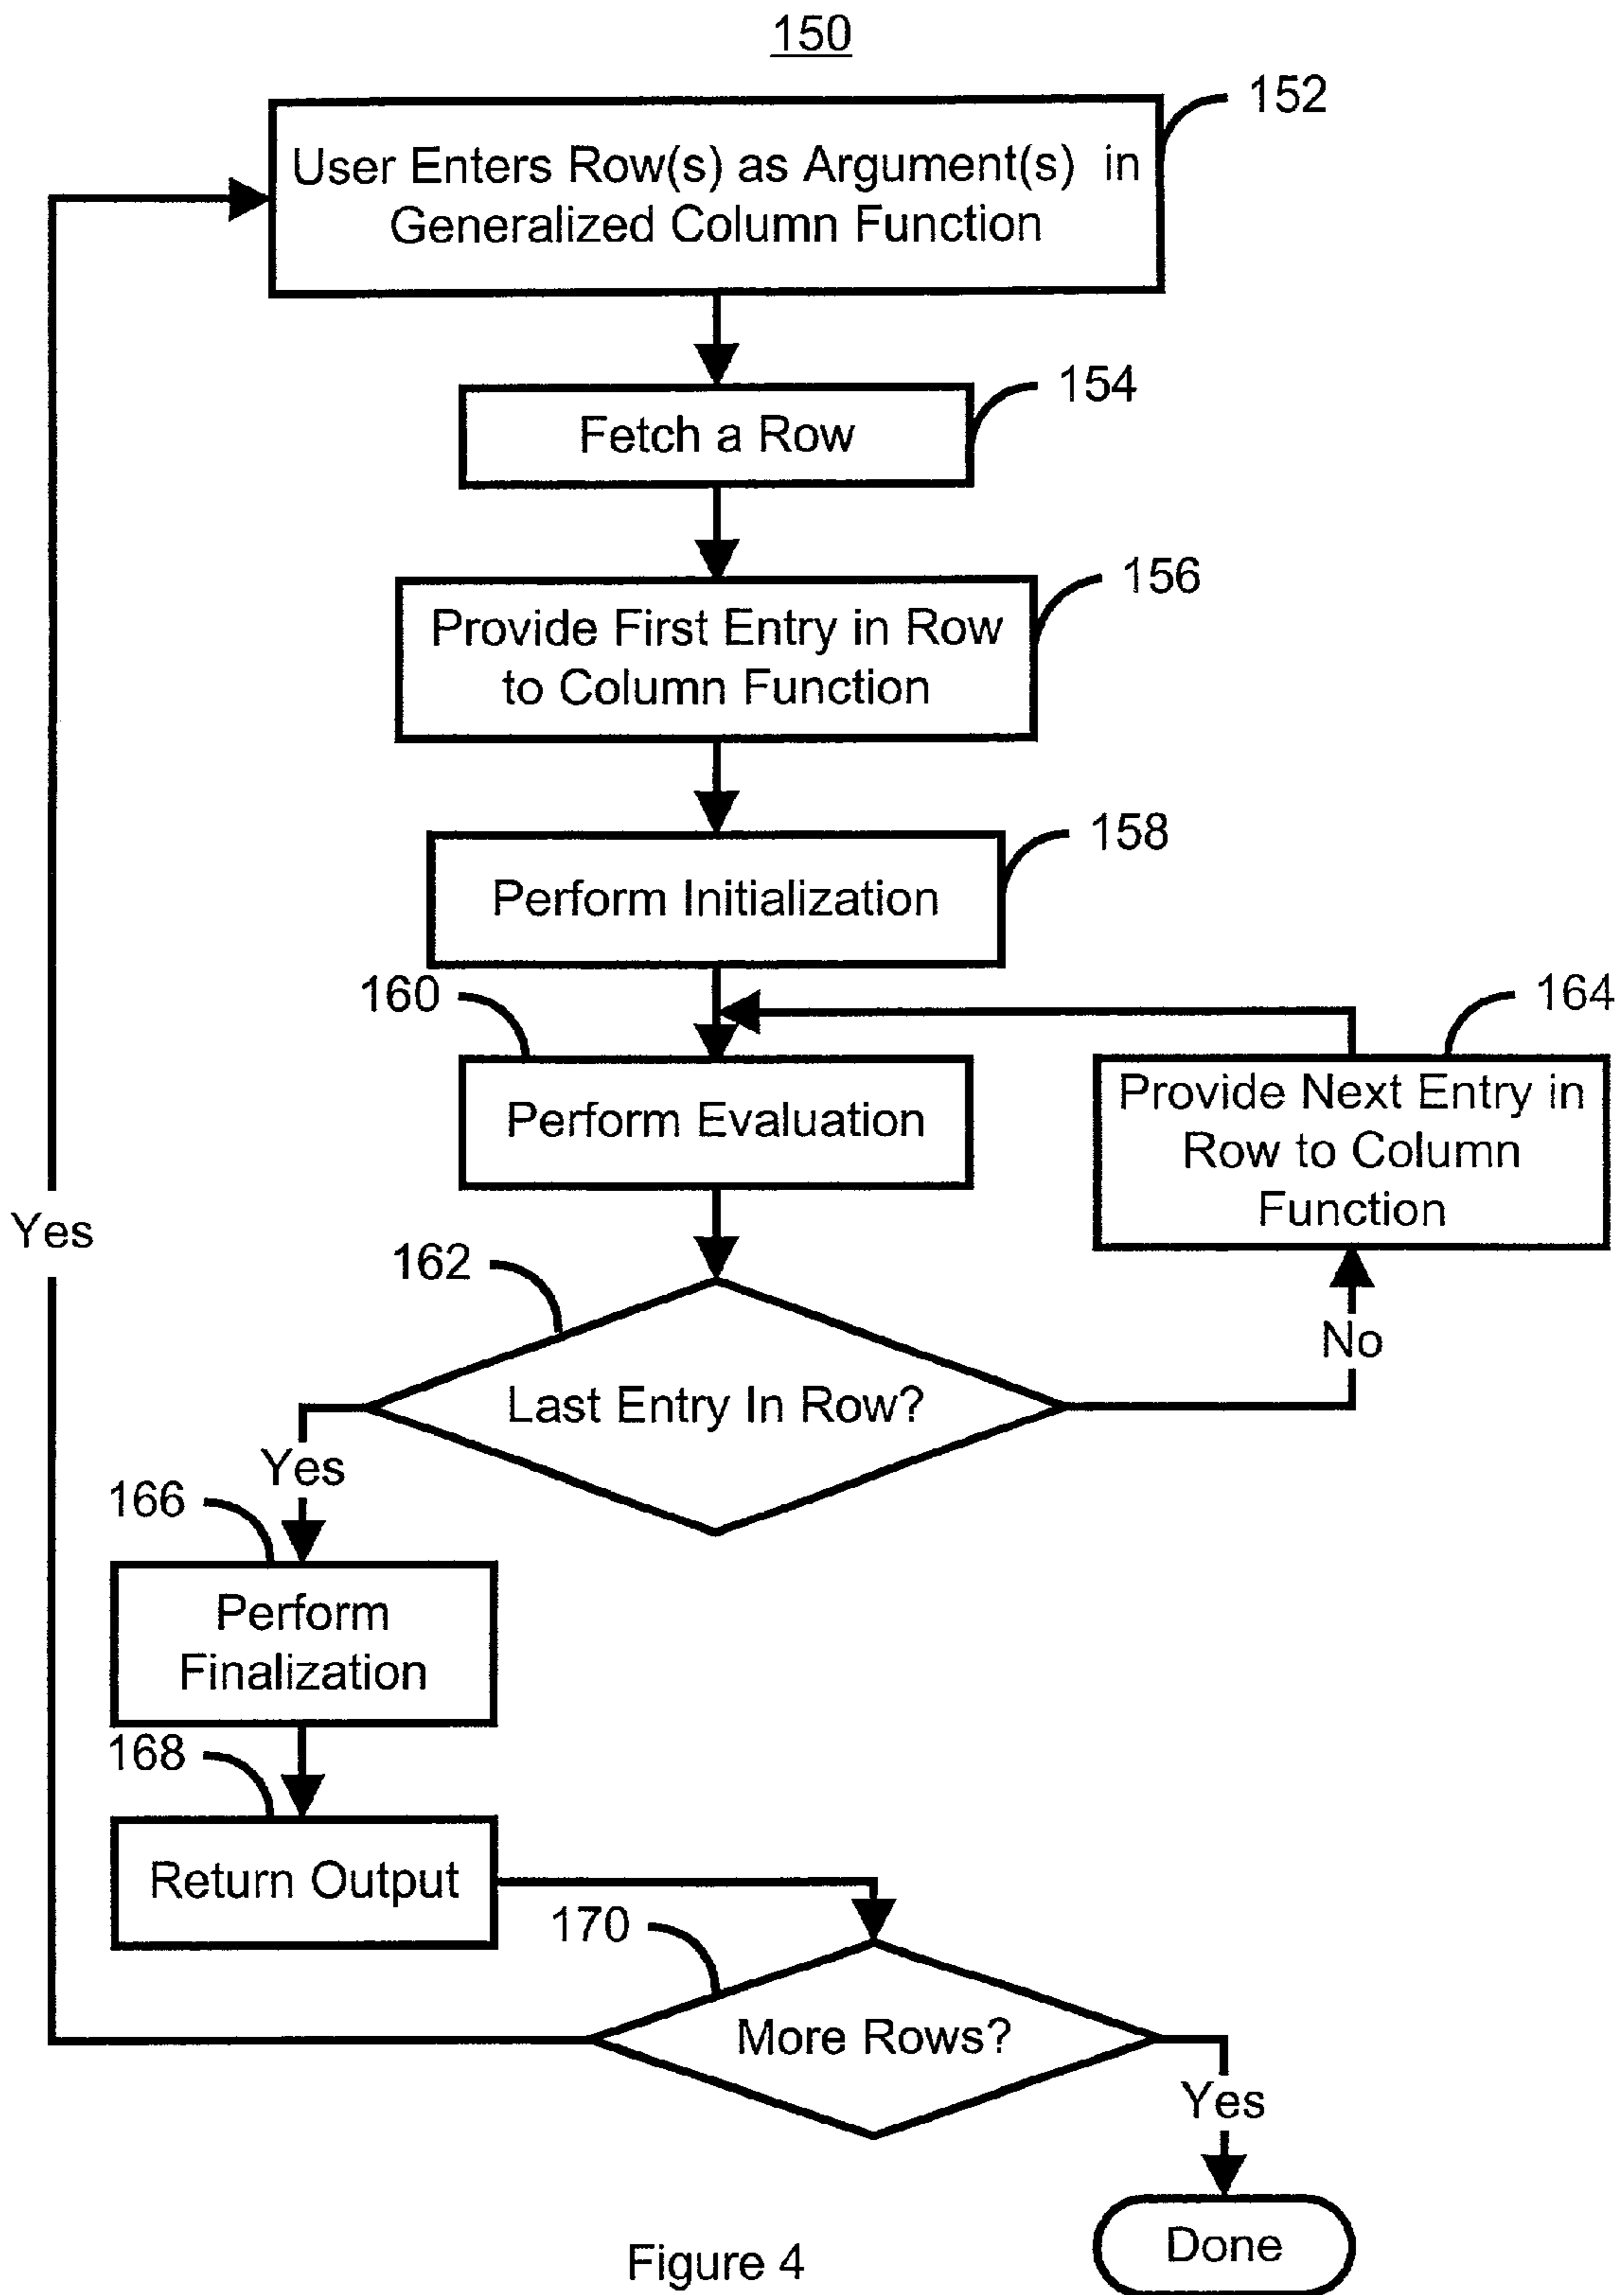 150
152
User Enters Row(s) as Argument(s) in
Generalized Column Function
154
Fetch a Row
156
Provide First Entry in Row
to Column Function
158
Perform Initialization
160
Perform Evaluation
164
Provide Next Entry in
Row to Column
Function
Yes
162
Last Entry In Row?
No
Yes
166
Perform
Finalization
168
Return Output
170
More Rows?
Yes
Done
Figure 4